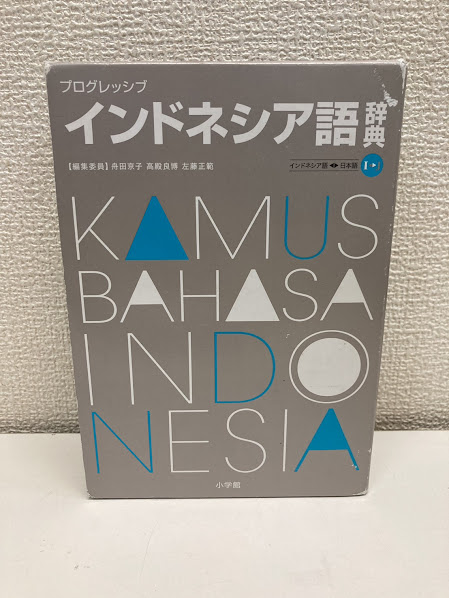 プログレッシブ
インドネシア語辞典
【編集委員】舟田京子 高殿良博 左藤正範
インドネシア語◀▶日本語
KAMUS
BAHASA
INDO
NESIA
小学館